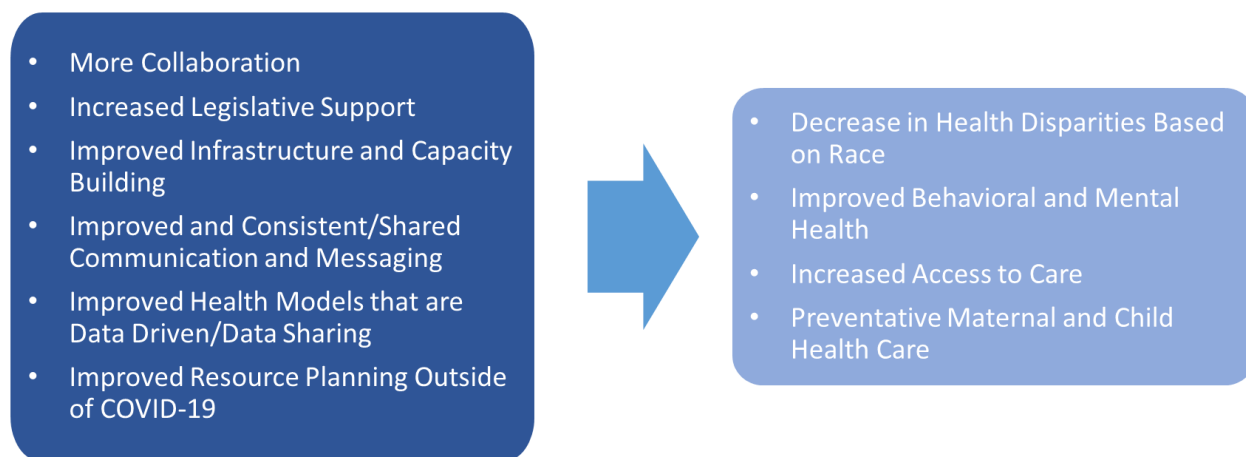 • More Collaboration
• Increased Legislative Support
• Improved Infrastructure and Capacity
Building
• Improved and Consistent/Shared
Communication and Messaging
• Improved Health Models that are
Data Driven/Data Sharing
• Improved Resource Planning Outside
of COVID-19
• Decrease in Health Disparities Based
on Race
• Improved Behavioral and Mental
Health
• Increased Access to Care
• Preventative Maternal and Child
Health Care